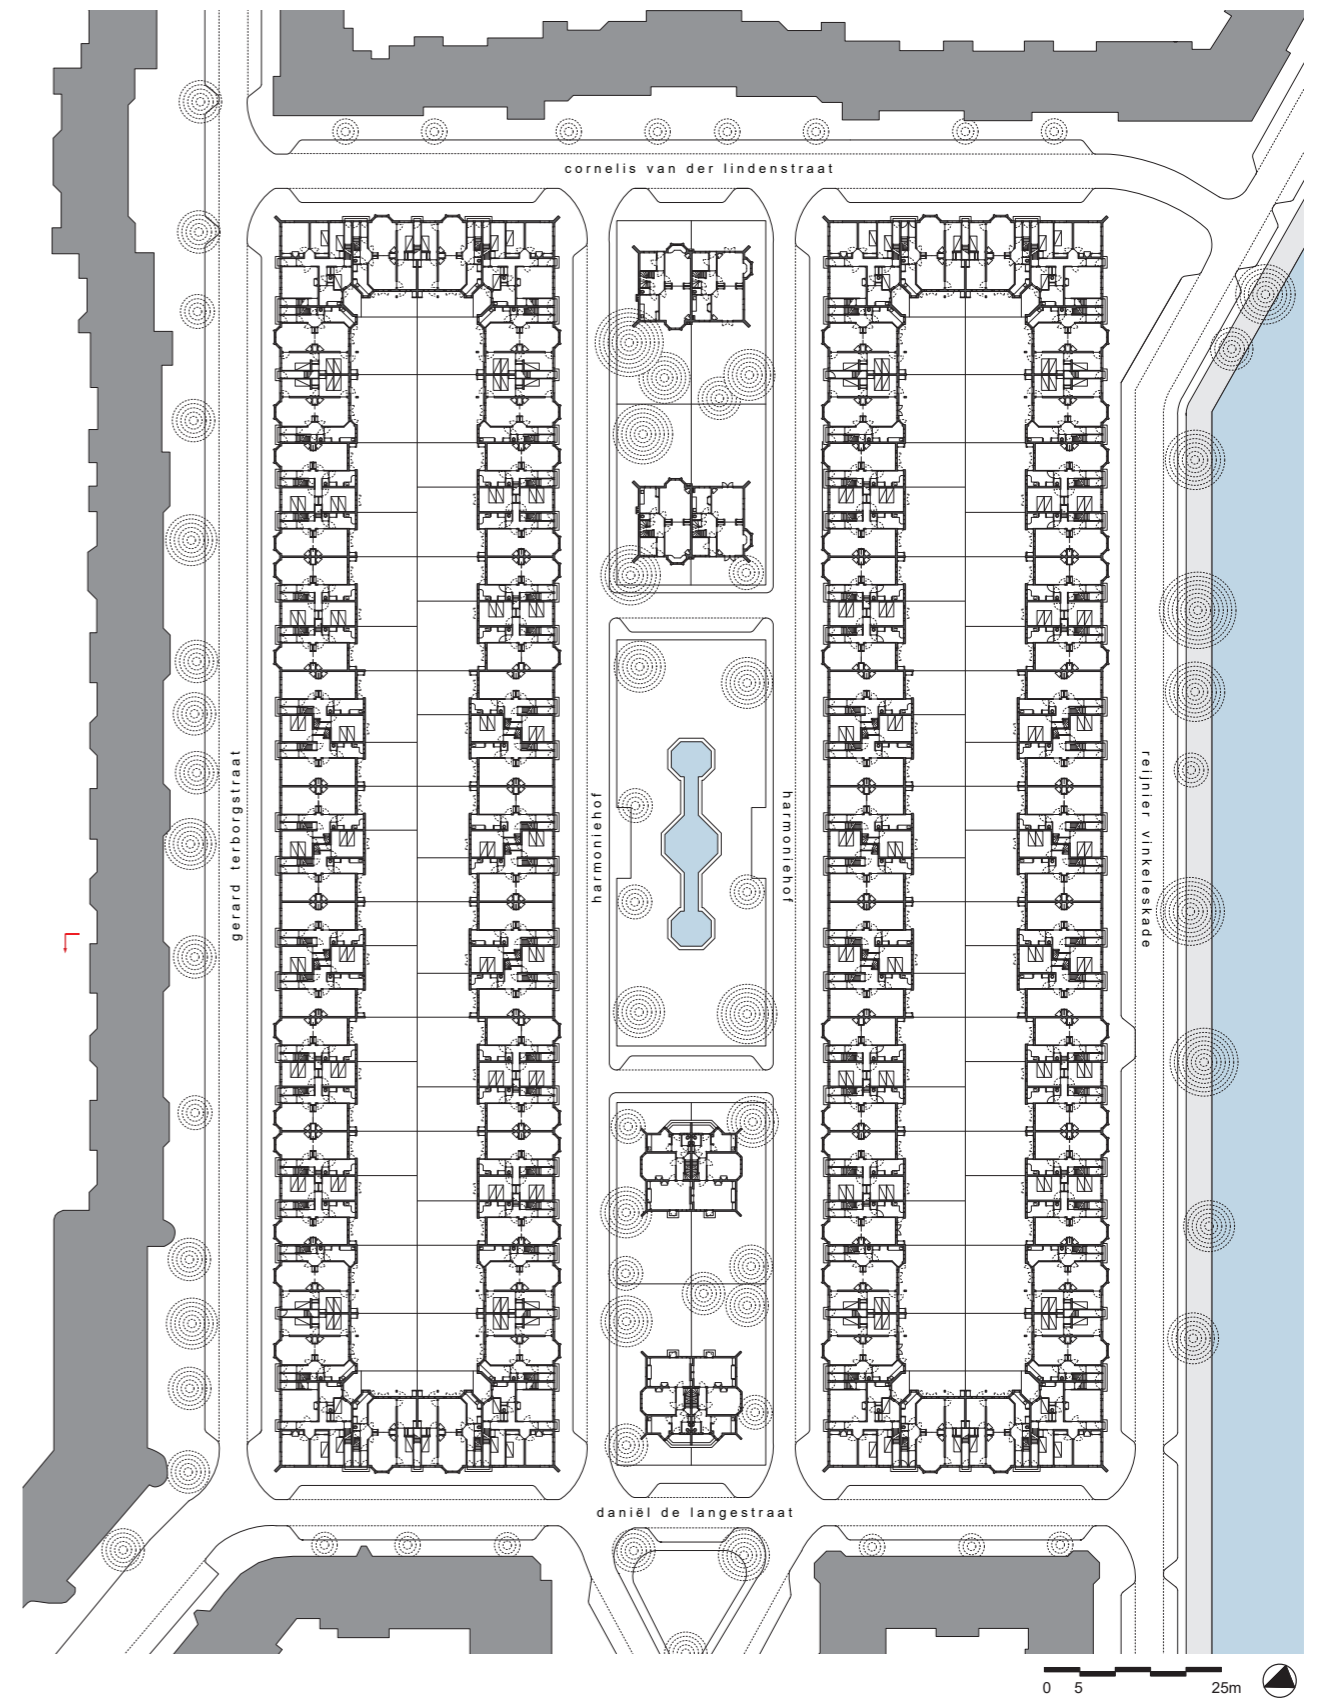 cornelis van der lindenstraat
gerard terborgstraat
harmoniehof
harmoniehof
reijnier vinkeleskade
daniël de langestraat
0 5 25m